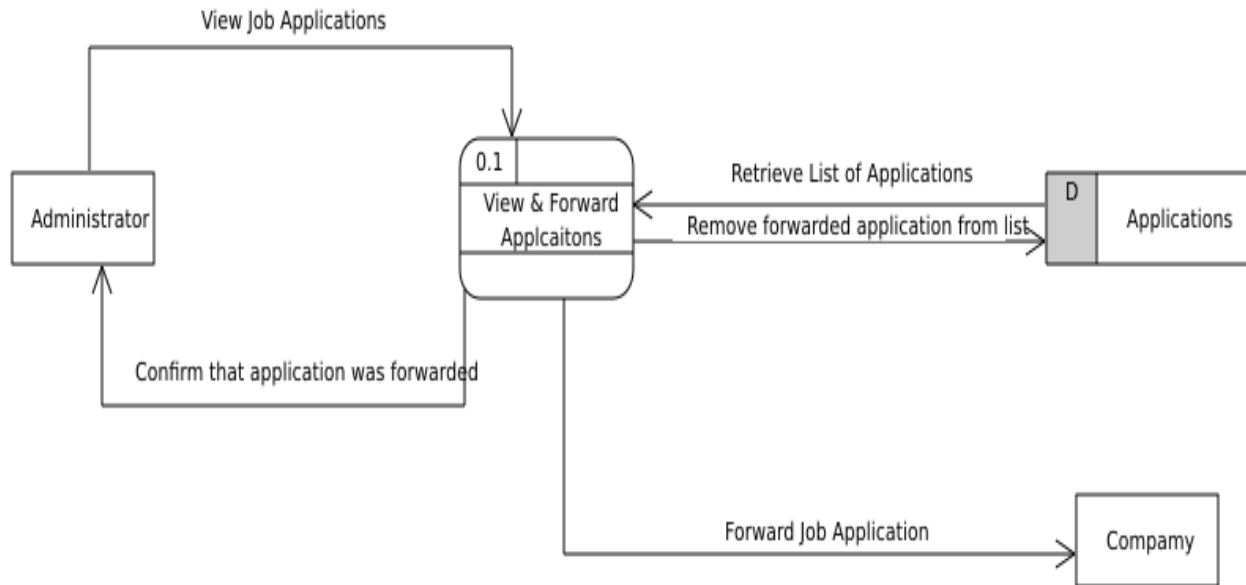 View Job Applications
0.1
View & Forward
Applcaitons
Administrator
Retrieve List of Applications
D
Applications
Remove forwarded application from list
Confirm that application was forwarded
Forward Job Application
Compamy